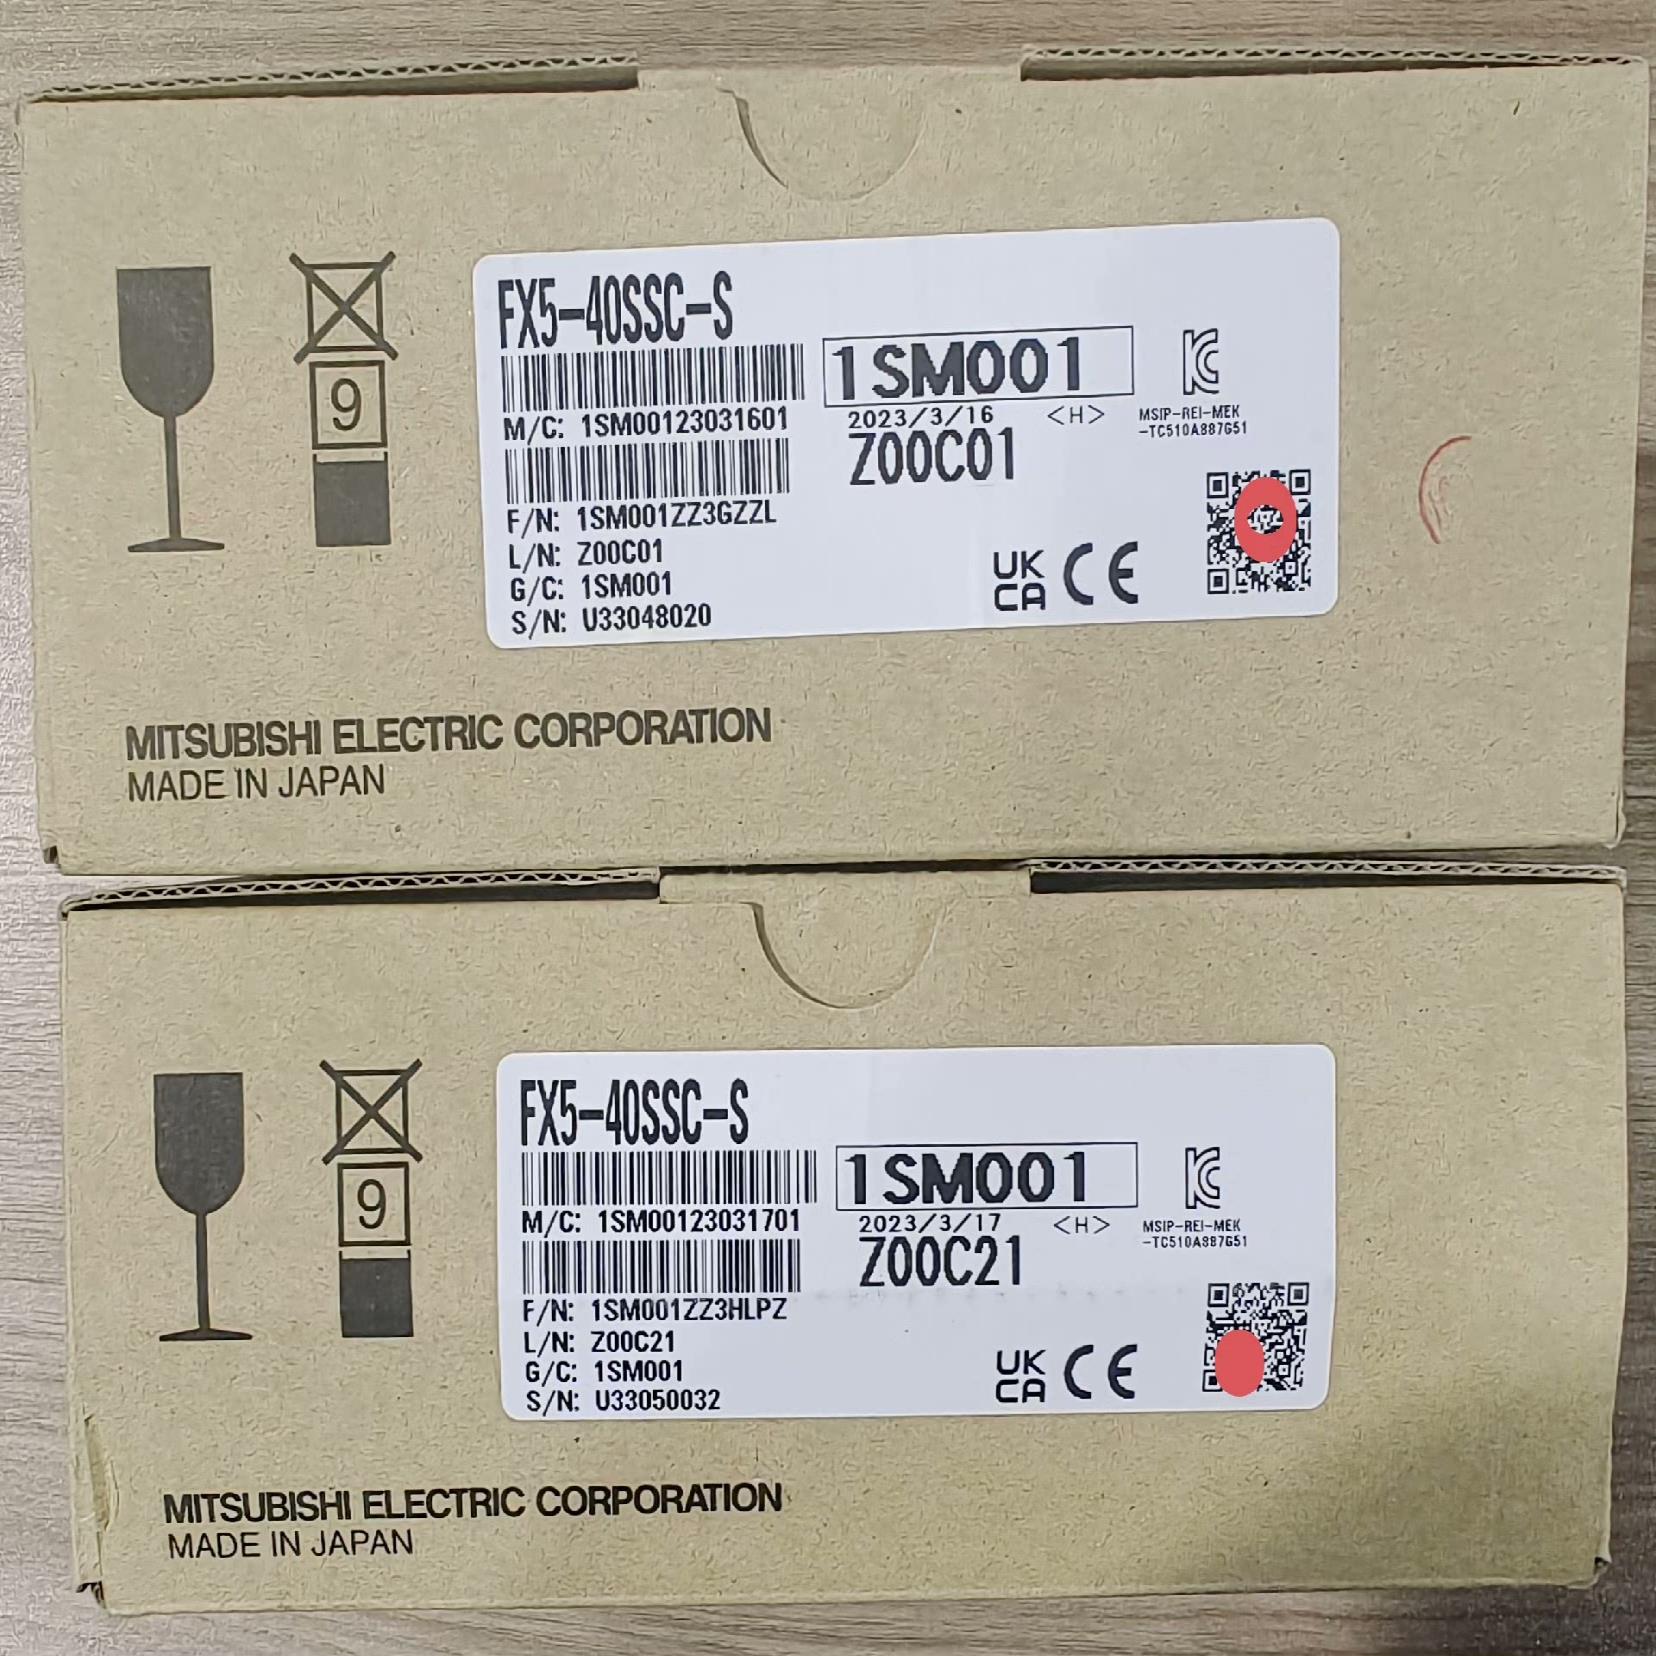 FX5-40SSC-S
1SM001
M/C: 1SM00123031601
2023/3/16 <H>
MSIP-REI-MEK
-TC510A887G51
Z00C01
F/N: 1SM001ZZ3GZZL
L/N: Z00C01
G/C: 1SM001
S/N: U33048020
UK
CA CE
9
MITSUBISHI ELECTRIC CORPORATION
MADE IN JAPAN
FX5-40SSC-S
1SM001
M/C: 1SM00123031701
2023/3/17 <H>
MSIP-REI-MEK
-TC510A887G51
Z00C21
F/N: 1SM001ZZ3HLPZ
L/N: Z00C21
G/C: 1SM001
S/N: U33050032
UK
CA CE
9
MITSUBISHI ELECTRIC CORPORATION
MADE IN JAPAN